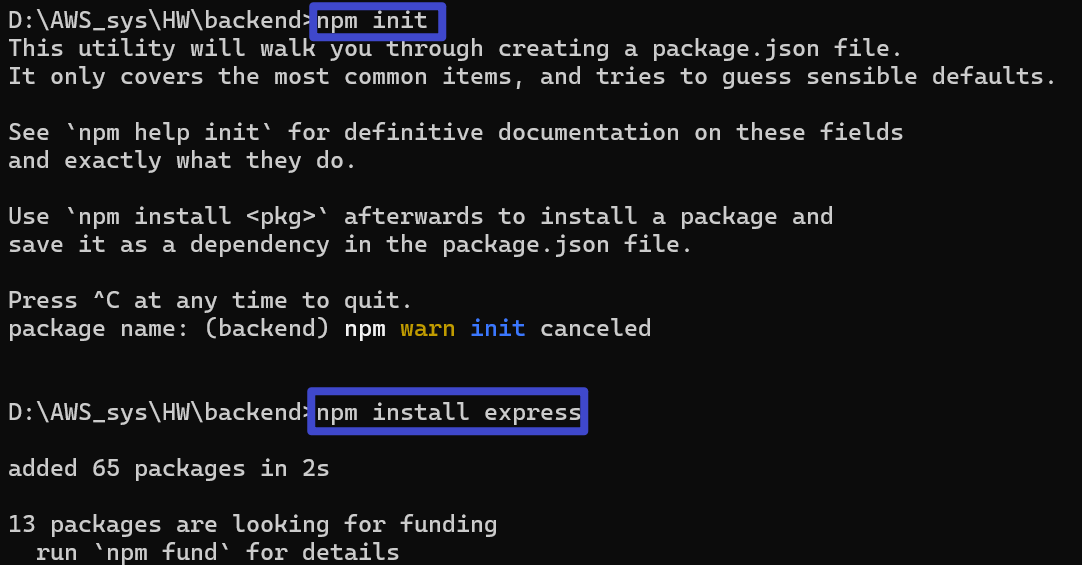 D:\AWS_sys\HW\backend>npm init
This utility will walk you through creating a package.json file.
It only covers the most common items, and tries to guess sensible defaults.
See `npm help init` for definitive documentation on these fields
and exactly what they do.
Use `npm install <pkg>` afterwards to install a package and
save it as a dependency in the package.json file.
Press ^C at any time to quit.
package name: (backend) npm warn init canceled
D:\AWS_sys\HW\backend>npm install express
added 65 packages in 2s
13 packages are looking for funding
  run `npm fund` for details